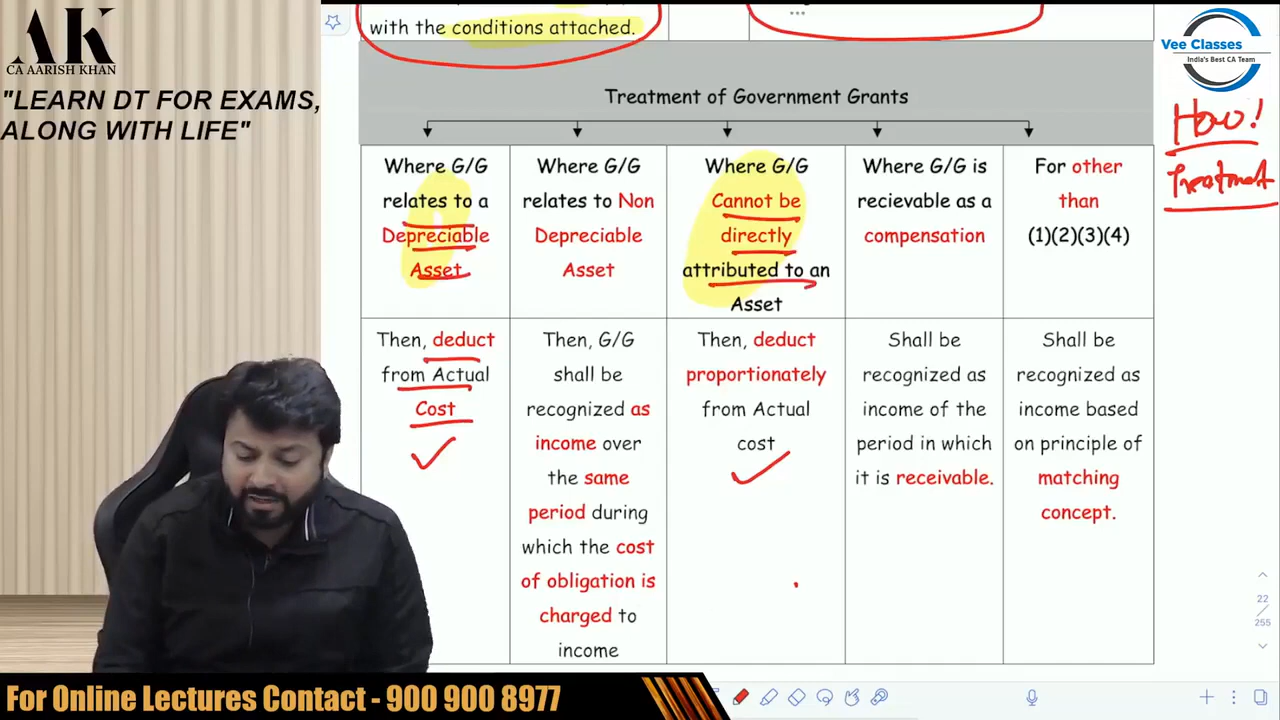 AK
CA AARISH KHAN
"LEARN DT FOR EXAMS,
ALONG WITH LIFE"
with the conditions attached.
Vee Classes
India's Best CA Team
How!
Treatment
Treatment of Government Grants
Where G/G
relates to a
Depreciable
Asset
Where G/G
relates to Non
Depreciable
Asset
Where G/G
Cannot be
directly
attributed to an
Asset
Where G/G is
recievable as a
compensation
For other
than
(1)(2)(3)(4)
Then, deduct
from Actual
Cost
Then, G/G
shall be
recognized as
income over
the same
period during
which the cost
of obligation is
charged to
income
Then, deduct
proportionately
from Actual
cost
Shall be
recognized as
income of the
period in which
it is receivable.
Shall be
recognized as
income based
on principle of
matching
concept.
22
255
For Online Lectures Contact - 900 900 8977